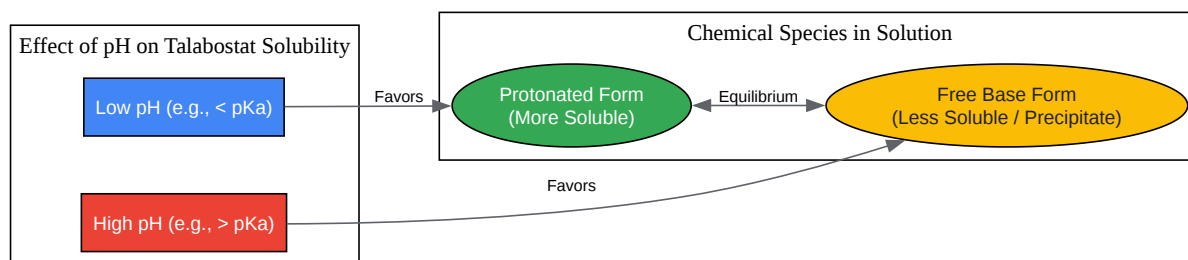 Effect of pH on Talabostat Solubility
Low pH (e.g., < pKa)
High pH (e.g., > pKa)
Favors
Favors
Chemical Species in Solution
Protonated Form
(More Soluble)
Equilibrium
Free Base Form
(Less Soluble / Precipitate)